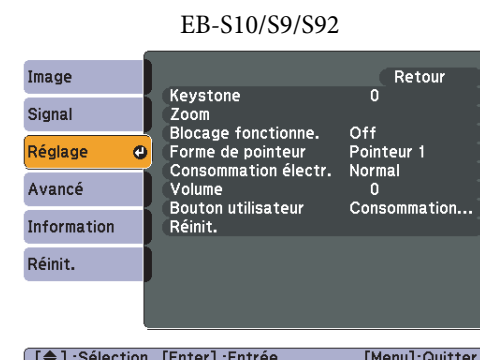 EB-S10/S9/S92
Image
Signal
Réglage
Avancé
Information
Réinit.
Retour
Keystone 0
Zoom
Blocage fonctionne. Off
Forme de pointeur Pointeur 1
Consommation électr. Normal
Volume 0
Bouton utilisateur Consommation...
Réinit.
[◆] :Sélection [Enter] :Entrée [Menu]:Quitter